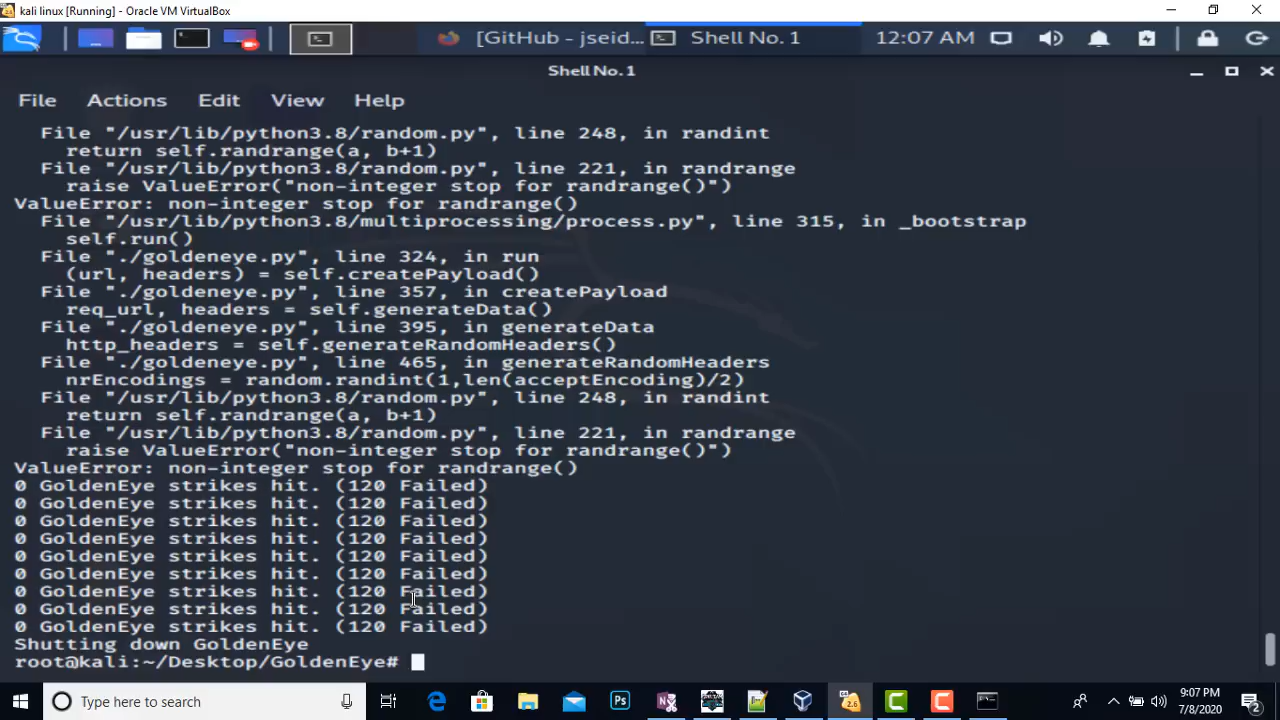 kali linux [Running] - Oracle VM VirtualBox
[GitHub - jseid...
Shell No. 1
12:07 AM
Shell No. 1
File Actions Edit View Help
File "/usr/lib/python3.8/random.py", line 248, in randint
return self.randrange(a, b+1)
File "/usr/lib/python3.8/random.py", line 221, in randrange
raise ValueError("non-integer stop for randrange()")
ValueError: non-integer stop for randrange()
File "/usr/lib/python3.8/multiprocessing/process.py", line 315, in _bootstrap
self.run()
File "./goldeneye.py", line 324, in run
(url, headers) = self.createPayload()
File "./goldeneye.py", line 357, in createPayload
req_url, headers = self.generateData()
File "./goldeneye.py", line 395, in generateData
http_headers = self.generateRandomHeaders()
File "./goldeneye.py", line 465, in generateRandomHeaders
nrEncodings = random.randint(1,len(acceptEncoding)/2)
File "/usr/lib/python3.8/random.py", line 248, in randint
return self.randrange(a, b+1)
File "/usr/lib/python3.8/random.py", line 221, in randrange
raise ValueError("non-integer stop for randrange()")
ValueError: non-integer stop for randrange()
0 GoldenEye strikes hit. (120 Failed)
0 GoldenEye strikes hit. (120 Failed)
0 GoldenEye strikes hit. (120 Failed)
0 GoldenEye strikes hit. (120 Failed)
0 GoldenEye strikes hit. (120 Failed)
0 GoldenEye strikes hit. (120 Failed)
0 GoldenEye strikes hit. (120 Failed)
0 GoldenEye strikes hit. (120 Failed)
0 GoldenEye strikes hit. (120 Failed)
Shutting down GoldenEye
root@kali:~/Desktop/GoldenEye#
Type here to search
Ps
2.6
9:07 PM
7/8/2020
2